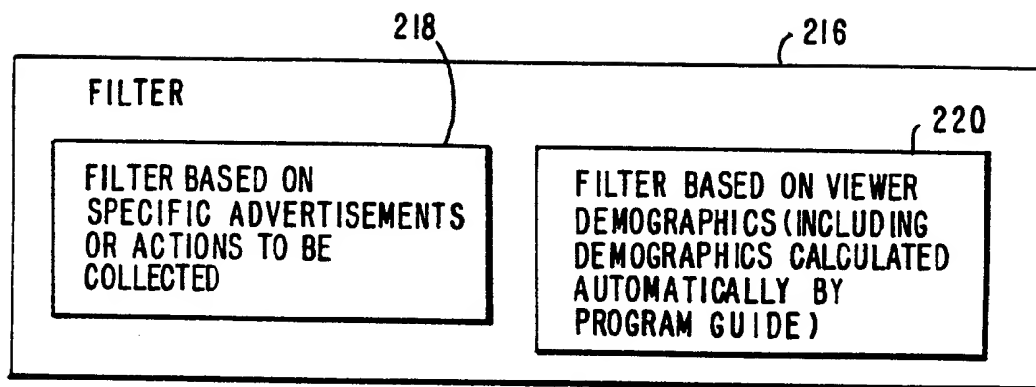 218
216
FILTER
220
FILTER BASED ON
SPECIFIC ADVERTISEMENTS
OR ACTIONS TO BE
COLLECTED
FILTER BASED ON VIEWER
DEMOGRAPHICS (INCLUDING
DEMOGRAPHICS CALCULATED
AUTOMATICALLY BY
PROGRAM GUIDE)